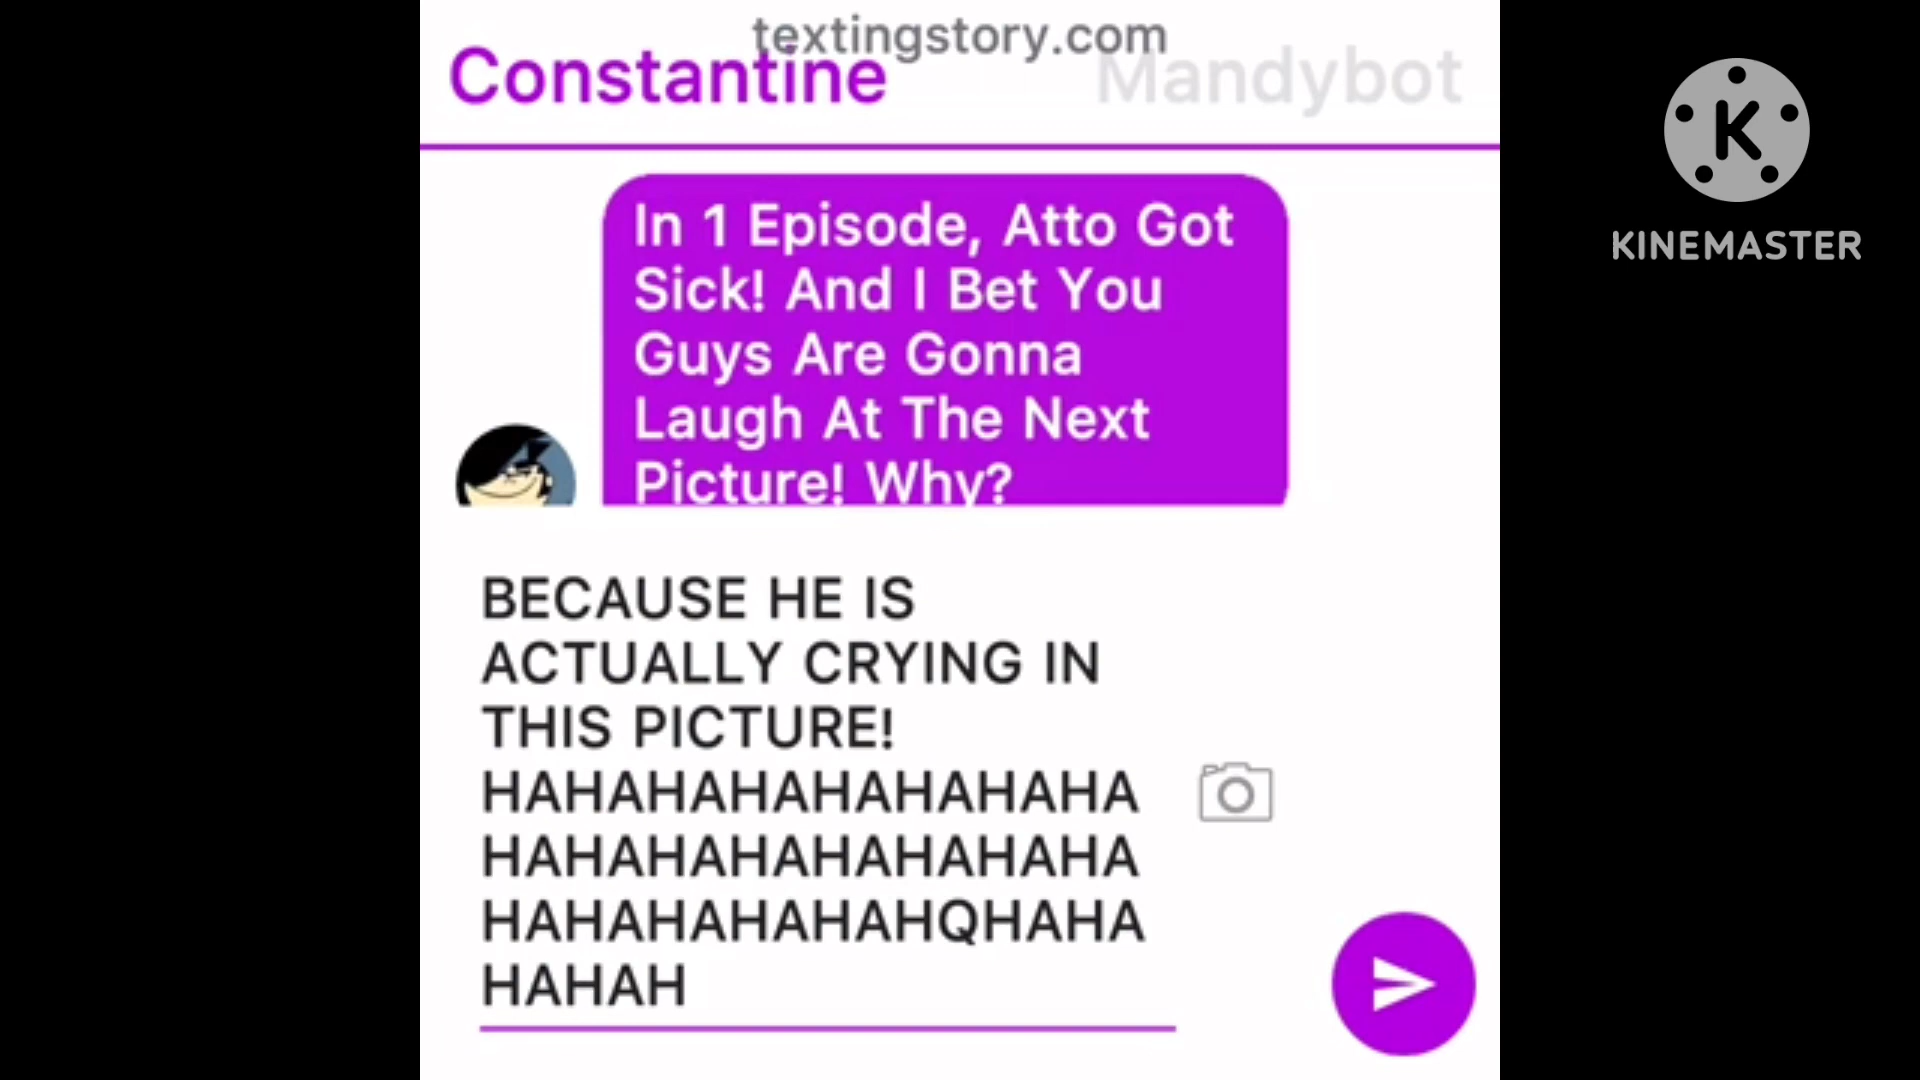 textingstory.com
Constantine
Mandybot
K
KINEMASTER
In 1 Episode, Atto Got
Sick! And I Bet You
Guys Are Gonna
Laugh At The Next
Picture! Why?
BECAUSE HE IS
ACTUALLY CRYING IN
THIS PICTURE!
HAHAHAHAHAHAHAHA
HAHAHAHAHAHAHAHA
HAHAHAHAHAHQHAHA
HAHAH